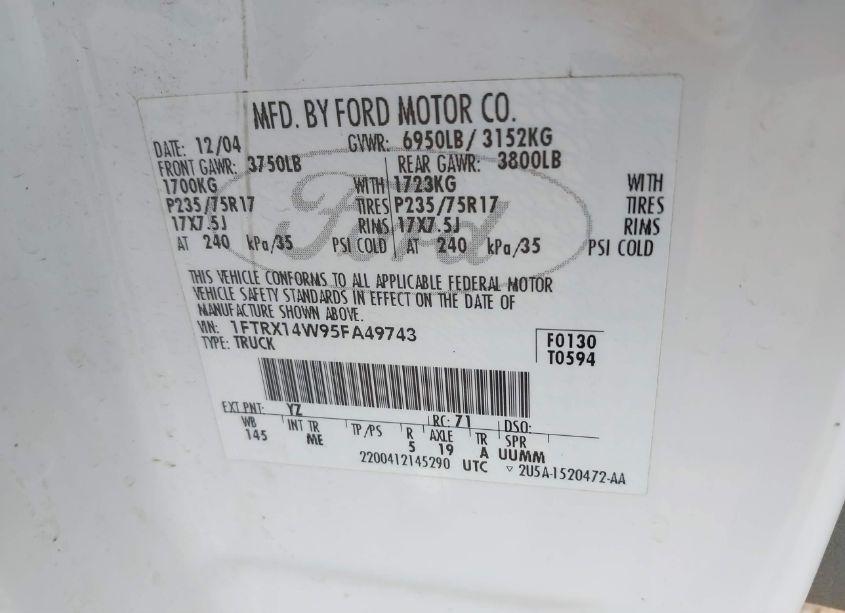 MFD. BY FORD MOTOR CO.
DATE: 12/04 GVWR: 6950LB/ 3152KG
FRONT GAWR: 3750LB REAR GAWR: 3800LB
1700KG WITH 1723KG WITH
P235/75R17 TIRES P235/75R17 TIRES
17X7.5J RIMS 17X7.5J RIMS
AT 240 kPa/35 PSI COLD AT 240 kPa/35 PSI COLD
Ford
THIS VEHICLE CONFORMS TO ALL APPLICABLE FEDERAL MOTOR
VEHICLE SAFETY STANDARDS IN EFFECT ON THE DATE OF
MANUFACTURE SHOWN ABOVE.
VIN: 1FTRX14W95FA49743
TYPE: TRUCK
F0130
T0594
EXT PNT: YZ RC: 71 DSO:
WB INT TR TP/PS R AXLE TR SPR
145 ME 5 19 A UUMM
2200412145290 UTC ▿ 2U5A-1520472-AA